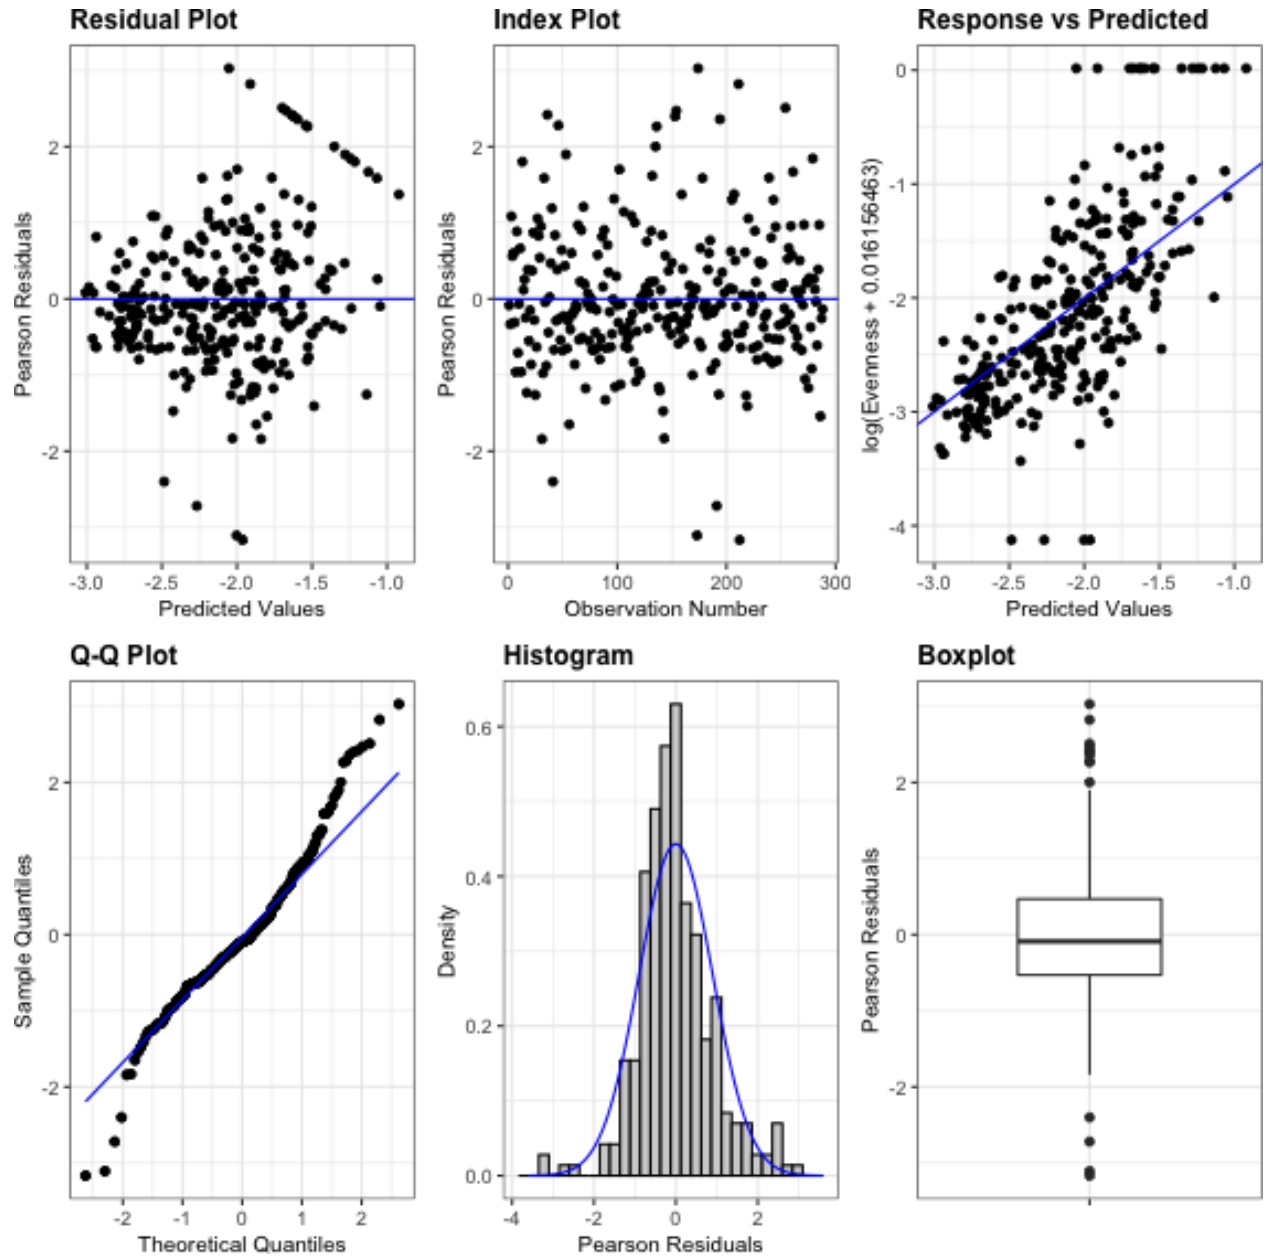 Residual Plot
Pearson Residuals
2
0
-2
-3.0 -2.5 -2.0 -1.5 -1.0
Predicted Values
Index Plot
Pearson Residuals
2
0
-2
0 100 200 300
Observation Number
Response vs Predicted
log(Evenness + 0.016156463)
0
-1
-2
-3
-4
-3.0 -2.5 -2.0 -1.5 -1.0
Predicted Values
Q-Q Plot
Sample Quantiles
2
0
-2
-2 -1 0 1 2
Theoretical Quantiles
Histogram
Density
0.6
0.4
0.2
0.0
-4 -2 0 2
Pearson Residuals
Boxplot
Pearson Residuals
2
0
-2